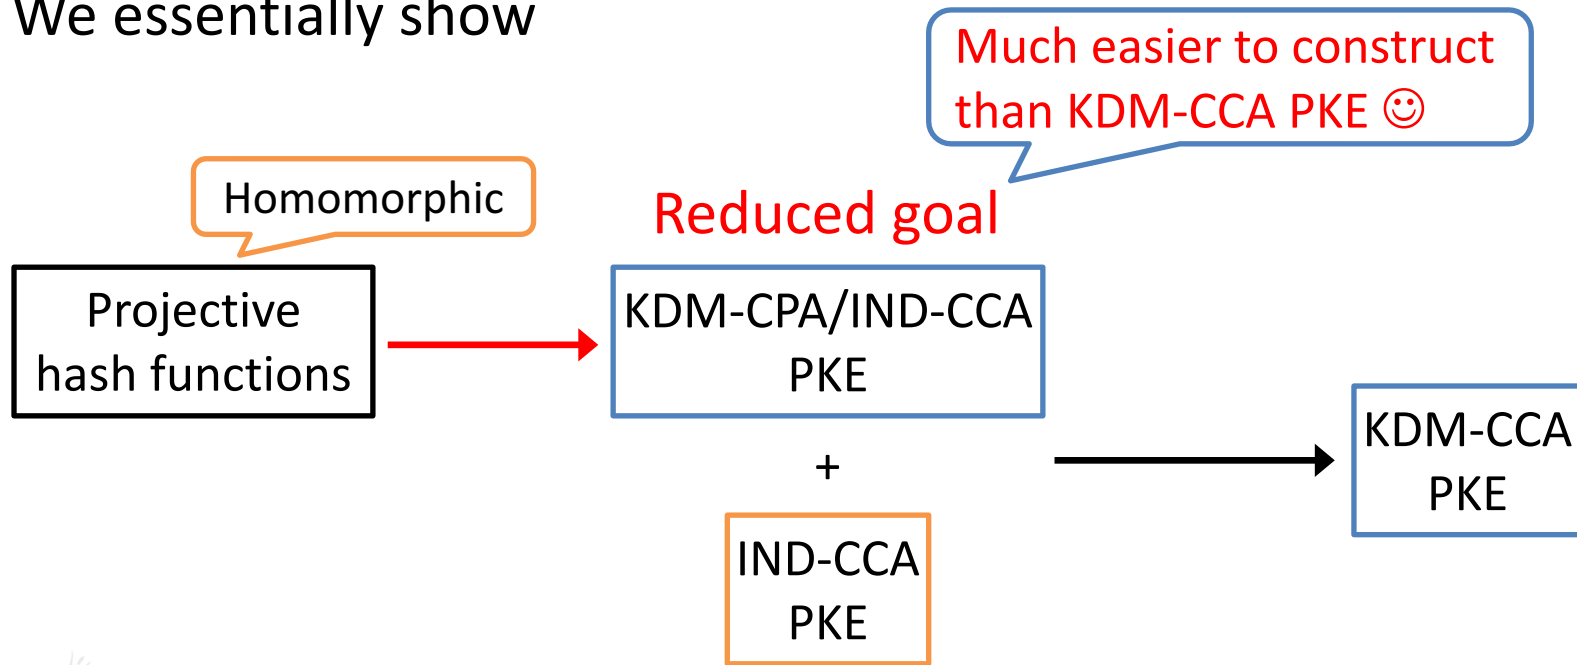 We essentially show
Much easier to construct
than KDM-CCA PKE ☺
Homomorphic
Reduced goal
Projective
hash functions
KDM-CPA/IND-CCA
PKE
+
IND-CCA
PKE
KDM-CCA
PKE